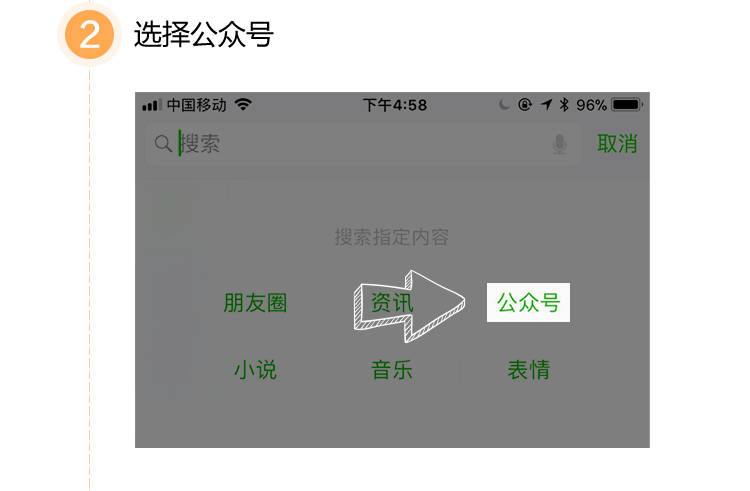 2 选择公众号
中国移动 下午4:58 96%
搜索 取消
搜索指定内容
朋友圈 资讯 公众号
小说 音乐 表情